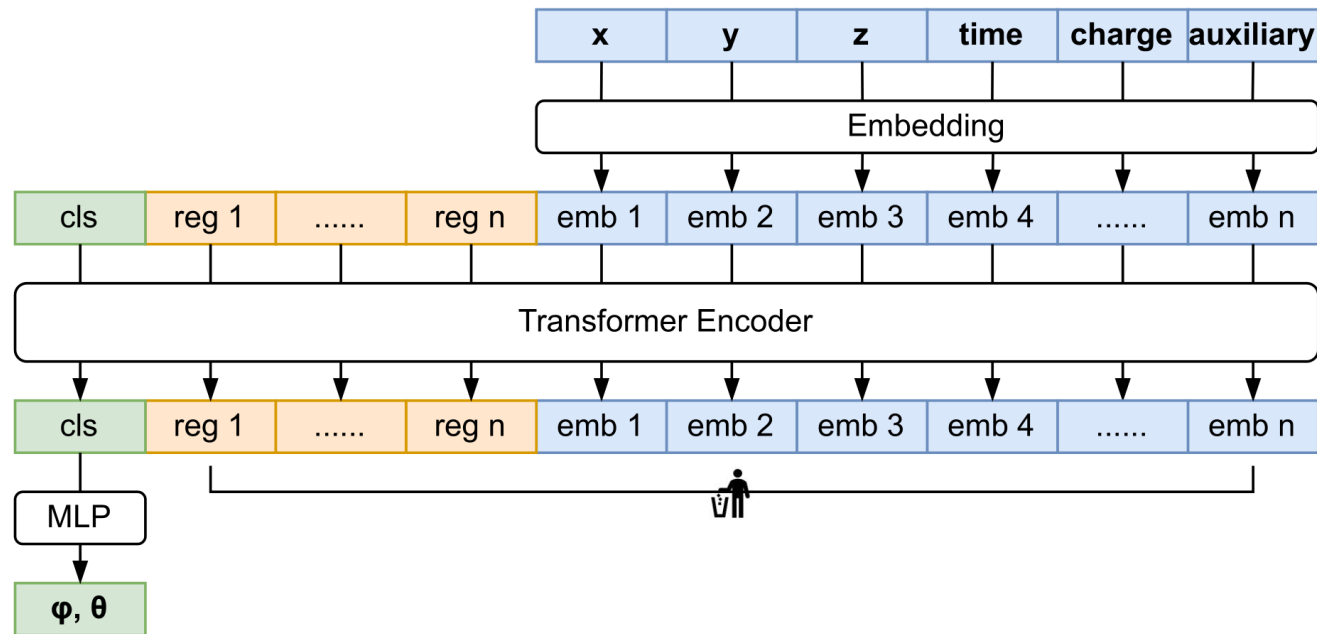 x y z time charge auxiliary
Embedding
cls reg 1 ...... reg n emb 1 emb 2 emb 3 emb 4 ...... emb n
Transformer Encoder
cls reg 1 ...... reg n emb 1 emb 2 emb 3 emb 4 ...... emb n
MLP
φ, θ